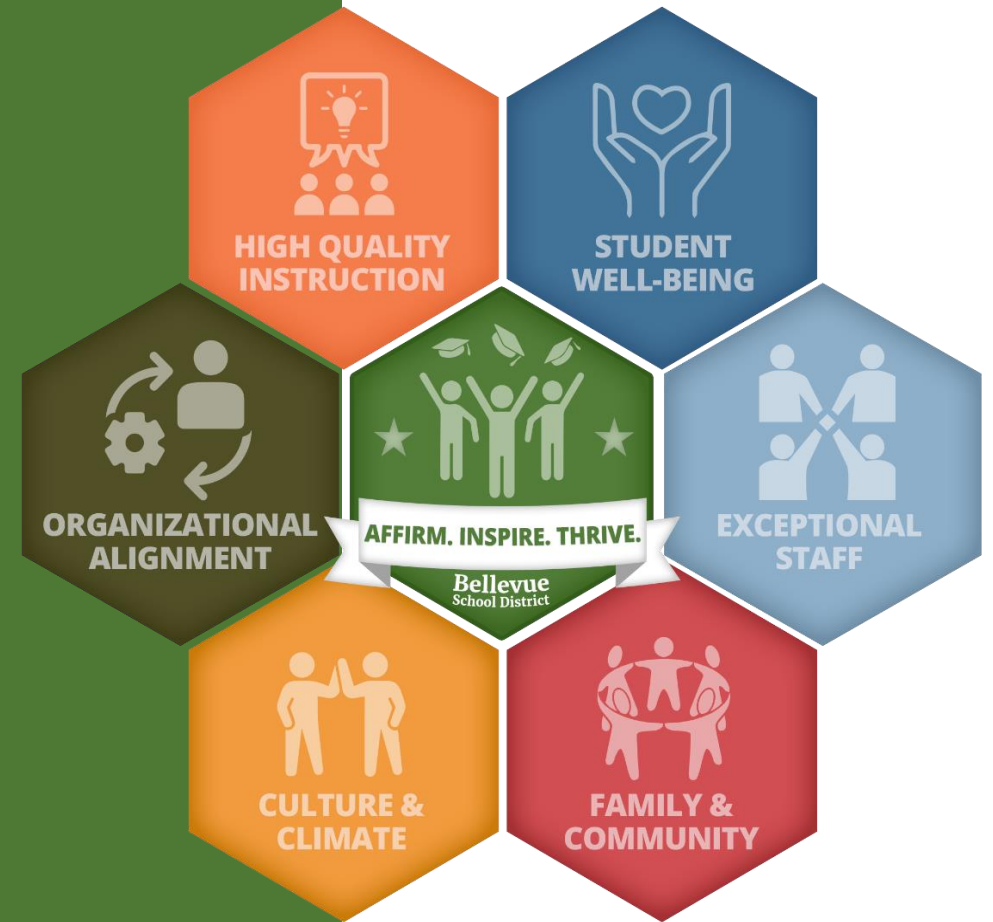 HIGH QUALITY
INSTRUCTION
STUDENT
WELL-BEING
ORGANIZATIONAL
ALIGNMENT
AFFIRM. INSPIRE. THRIVE.
Bellevue
School District
EXCEPTIONAL
STAFF
CULTURE &
CLIMATE
FAMILY &
COMMUNITY